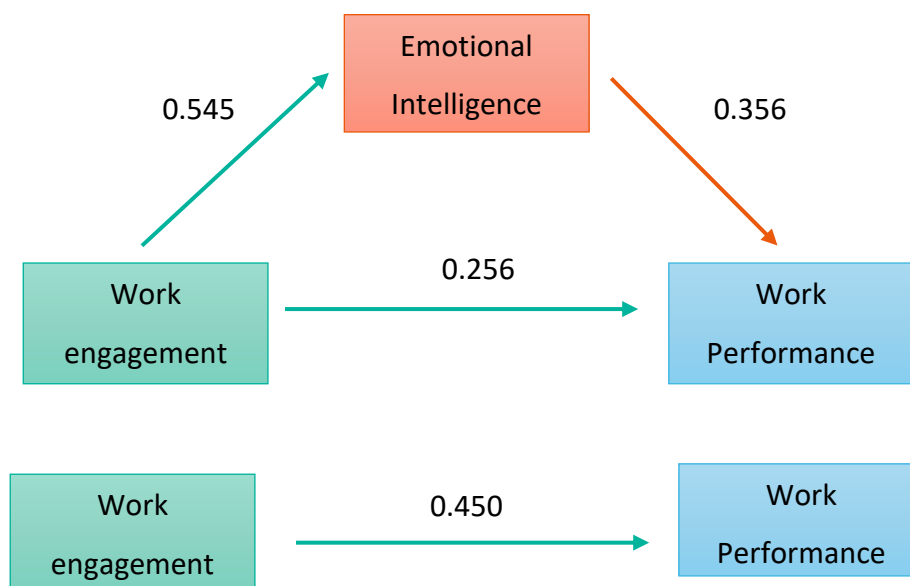 Emotional
Intelligence
0.545
0.356
0.256
Work
engagement
Work
Performance
Work
engagement
0.450
Work
Performance